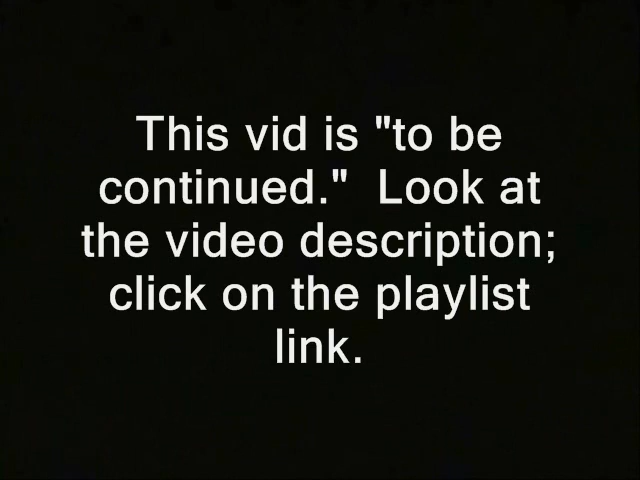 This vid is "to be
continued."  Look at
the video description;
click on the playlist
link.